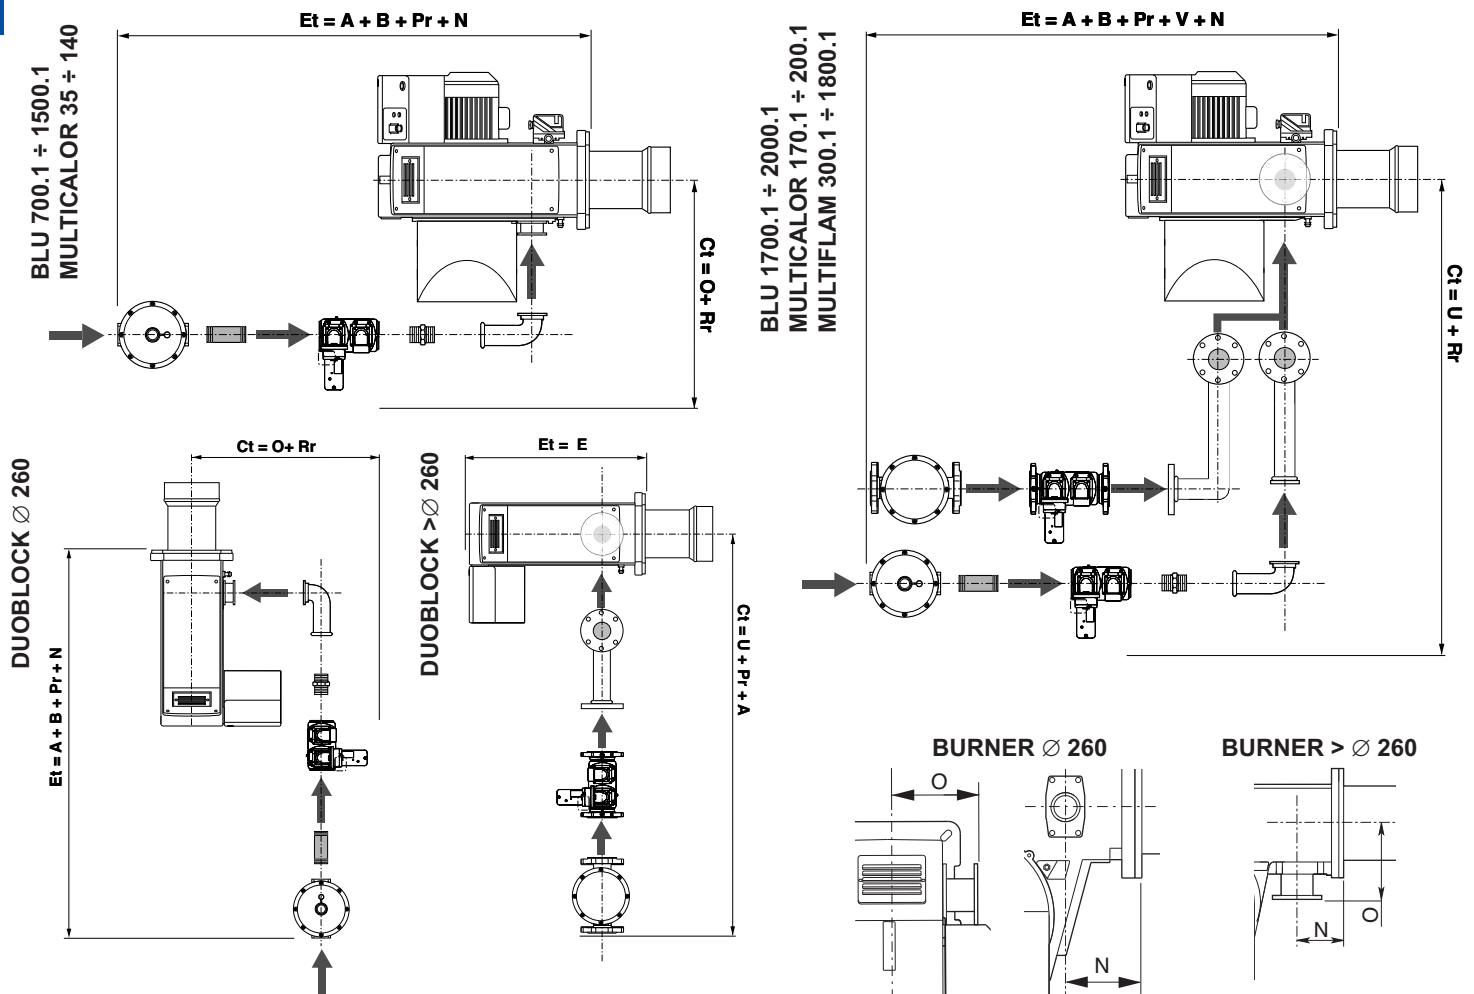 Et = A + B + Pr + N
BLU 700.1 ÷ 1500.1
MULTICALOR 35 ÷ 140
Ct = O+ Rr
Et = A + B + Pr + V + N
BLU 1700.1 ÷ 2000.1
MULTICALOR 170.1 ÷ 200.1
MULTIFLAM 300.1 ÷ 1800.1
Ct = U + Rr
DUOBLOCK ∅ 260
Ct = O+ Rr
Et = A + B + Pr + N
DUOBLOCK >∅ 260
Et = E
Ct = U + Pr + A
BURNER ∅ 260
O
N
BURNER > ∅ 260
O
N